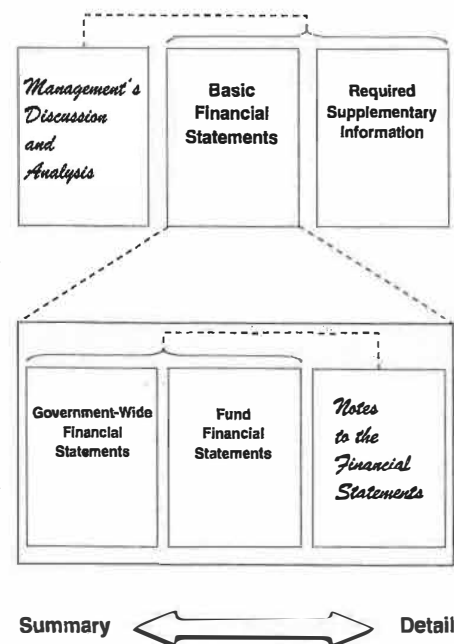 Management's
Discussion
and
Analysis
Basic
Financial
Statements
Required
Supplementary
Information
Government-Wide
Financial
Statements
Fund
Financial
Statements
Notes
to the
Financial
Statements
Summary
Detail